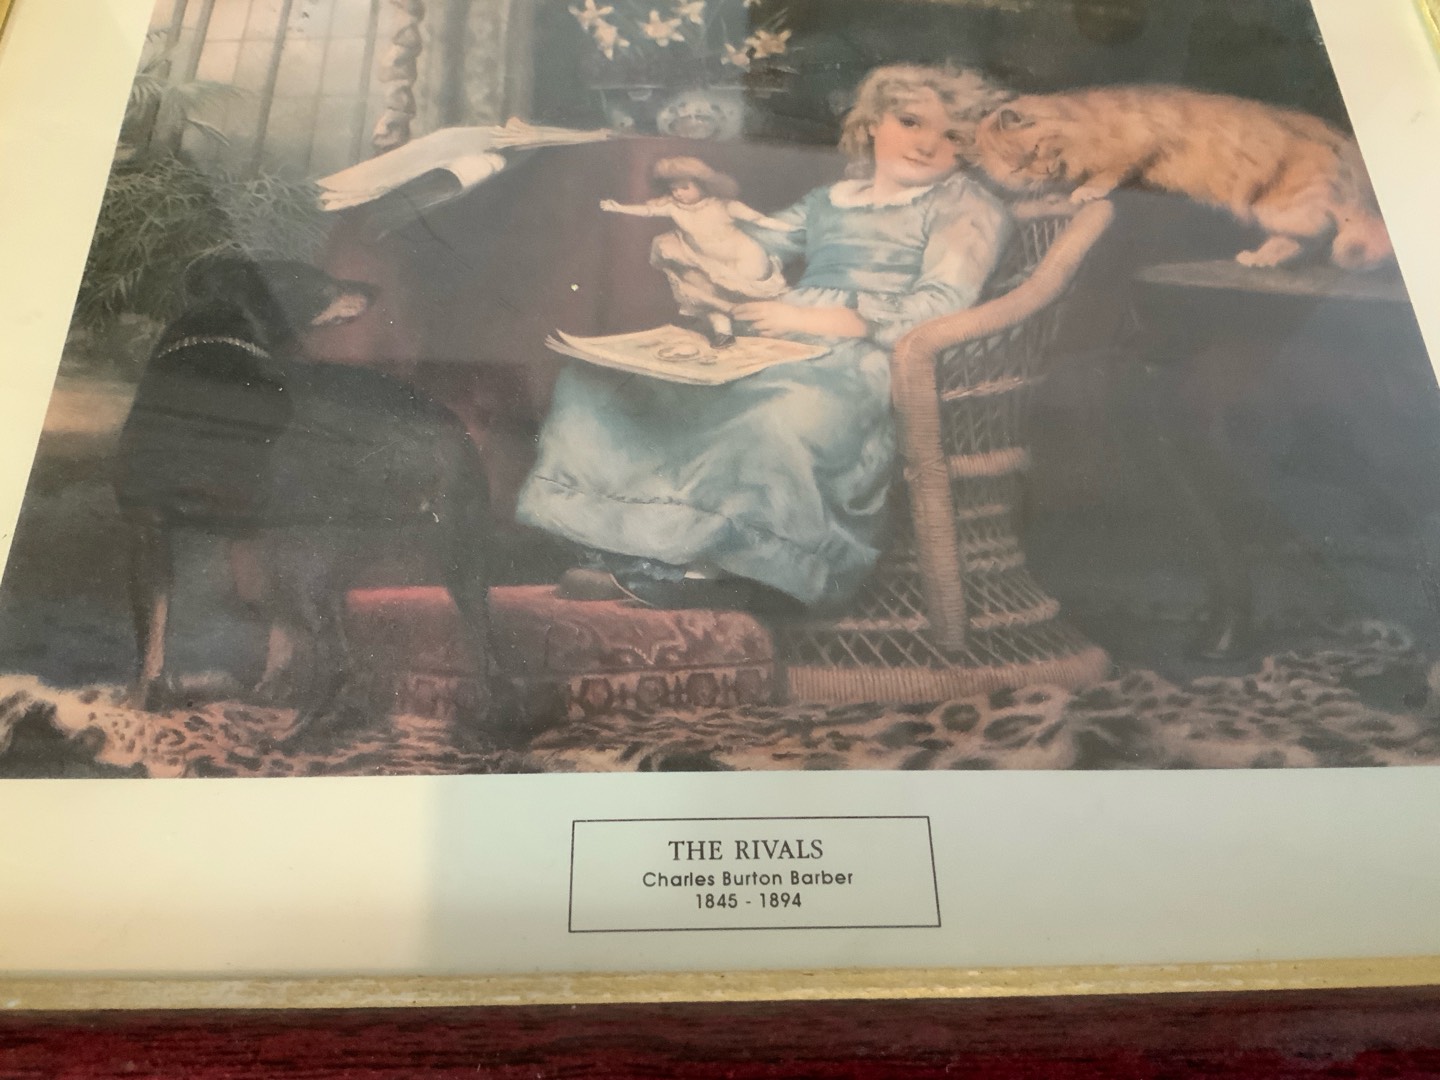 THE RIVALS
Charles Burton Barber
1845 - 1894